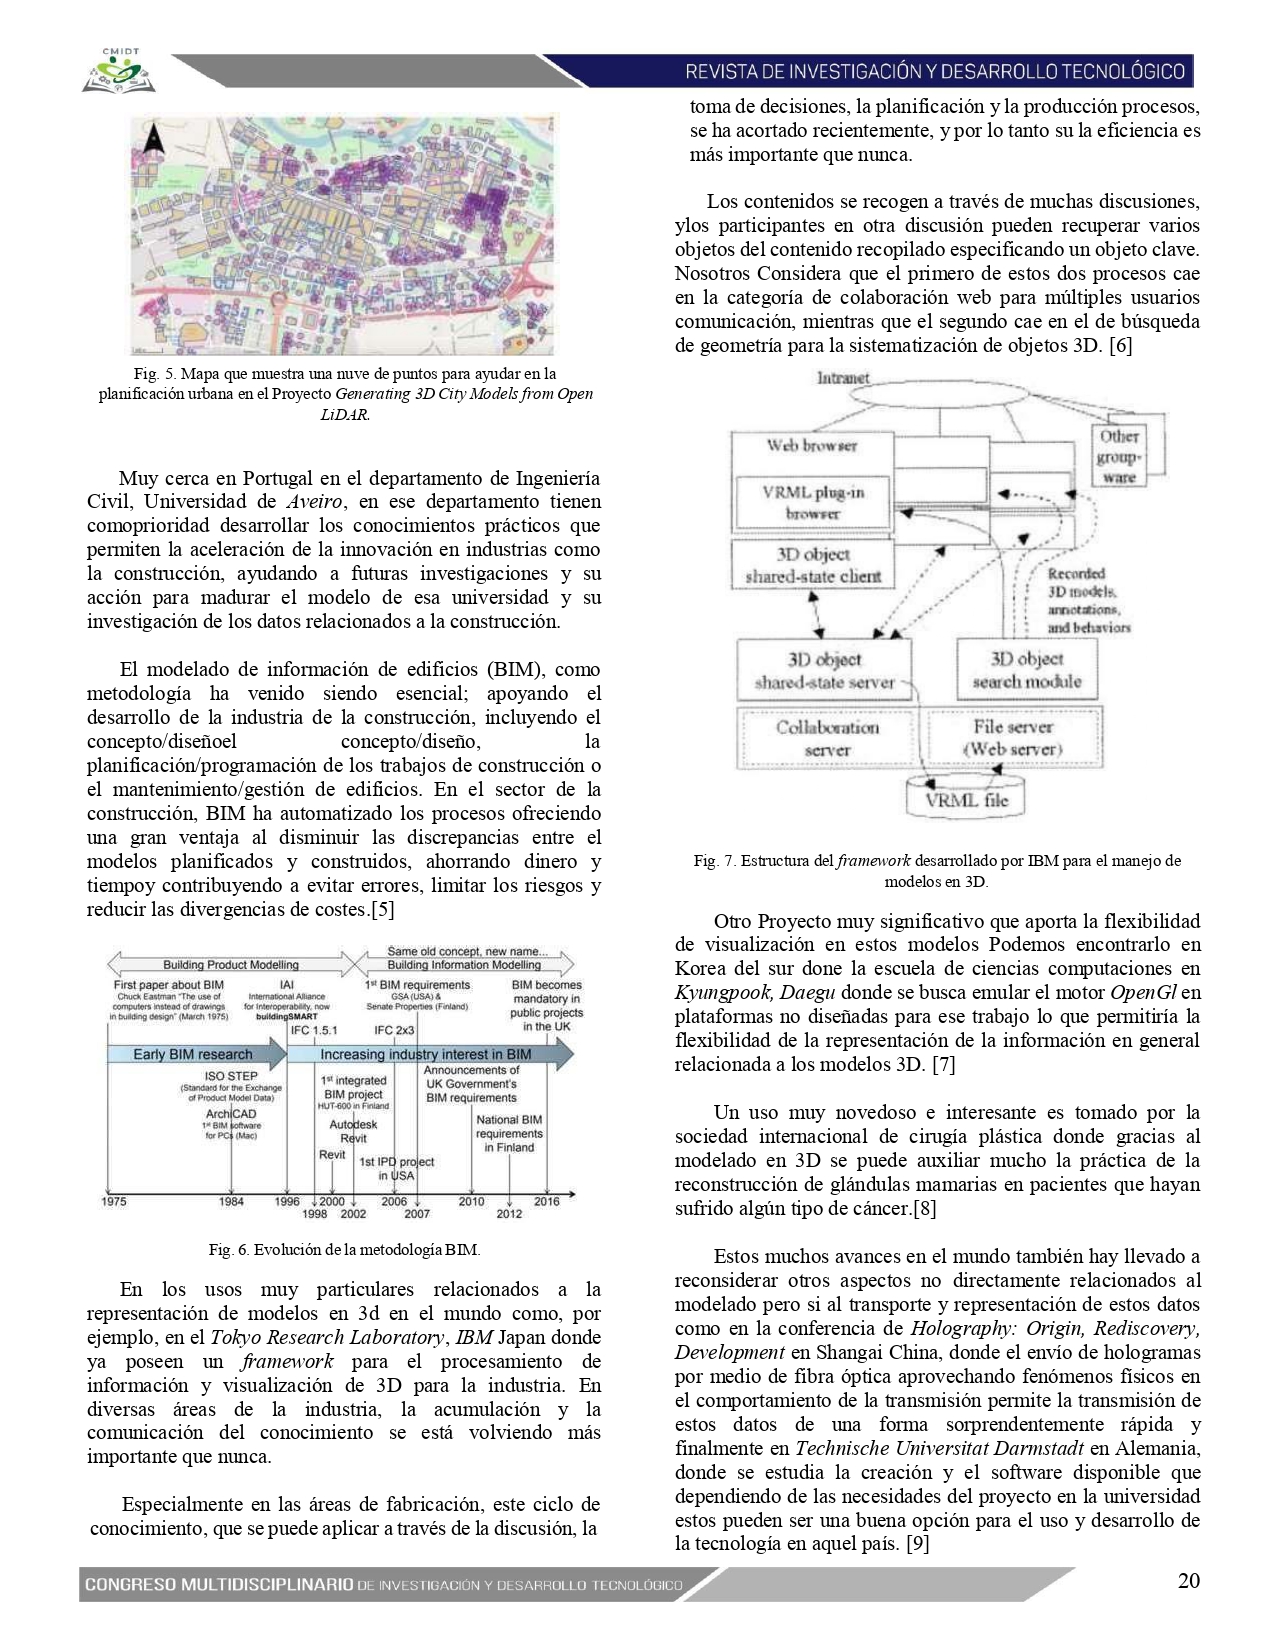 CMIDT
REVISTA DE INVESTIGACIÓN Y DESARROLLO TECNOLÓGICO
Fig. 5. Mapa que muestra una nuve de puntos para ayudar en la
planificación urbana en el Proyecto Generating 3D City Models from Open
LiDAR.
Muy cerca en Portugal en el departamento de Ingeniería
Civil, Universidad de Aveiro, en ese departamento tienen
comoprioridad desarrollar los conocimientos prácticos que
permiten la aceleración de la innovación en industrias como
la construcción, ayudando a futuras investigaciones y su
acción para madurar el modelo de esa universidad y su
investigación de los datos relacionados a la construcción.
El modelado de información de edificios (BIM), como
metodología ha venido siendo esencial; apoyando el
desarrollo de la industria de la construcción, incluyendo el
concepto/diseñoel concepto/diseño, la
planificación/programación de los trabajos de construcción o
el mantenimiento/gestión de edificios. En el sector de la
construcción, BIM ha automatizado los procesos ofreciendo
una gran ventaja al disminuir las discrepancias entre el
modelos planificados y construidos, ahorrando dinero y
tiempoy contribuyendo a evitar errores, limitar los riesgos y
reducir las divergencias de costes.[5]
Same old concept, new name...
Building Product Modelling
Building Information Modelling
First paper about BIM
Chuck Eastman "The use of
computers instead of drawings
in building design" (March 1975)
IAI
International Alliance
for Interoperability, now
buildingSMART
1st BIM requirements
GSA (USA) &
Senate Properties (Finland)
BIM becomes
mandatory in
public projects
in the UK
IFC 1.5.1
IFC 2x3
Early BIM research
Increasing industry interest in BIM
ISO STEP
(Standard for the Exchange
of Product Model Data)
ArchiCAD
1st BIM software
for PCs (Mac)
1st integrated
BIM project
HUT-600 in Finland
Autodesk
Revit
Revit
1st IPD project
in USA
Announcements of
UK Government's
BIM requirements
National BIM
requirements
in Finland
1975 1984 1996 2000 2006 2010 2016
1998 2002 2007 2012
Fig. 6. Evolución de la metodología BIM.
En los usos muy particulares relacionados a la
representación de modelos en 3d en el mundo como, por
ejemplo, en el Tokyo Research Laboratory, IBM Japan donde
ya poseen un framework para el procesamiento de
información y visualización de 3D para la industria. En
diversas áreas de la industria, la acumulación y la
comunicación del conocimiento se está volviendo más
importante que nunca.
Especialmente en las áreas de fabricación, este ciclo de
conocimiento, que se puede aplicar a través de la discusión, la
toma de decisiones, la planificación y la producción procesos,
se ha acortado recientemente, y por lo tanto su la eficiencia es
más importante que nunca.
Los contenidos se recogen a través de muchas discusiones,
ylos participantes en otra discusión pueden recuperar varios
objetos del contenido recopilado especificando un objeto clave.
Nosotros Considera que el primero de estos dos procesos cae
en la categoría de colaboración web para múltiples usuarios
comunicación, mientras que el segundo cae en el de búsqueda
de geometría para la sistematización de objetos 3D. [6]
Intranet
Web browser
Other
group-
ware
VRML plug-in
browser
3D object
shared-state client
Recorded
3D models,
annotations,
and behaviors
3D object
shared-state server
3D object
search module
Collaboration
server
File server
(Web server)
VRML file
Fig. 7. Estructura del framework desarrollado por IBM para el manejo de
modelos en 3D.
Otro Proyecto muy significativo que aporta la flexibilidad
de visualización en estos modelos Podemos encontrarlo en
Korea del sur done la escuela de ciencias computaciones en
Kyungpook, Daegu donde se busca emular el motor OpenGl en
plataformas no diseñadas para ese trabajo lo que permitiría la
flexibilidad de la representación de la información en general
relacionada a los modelos 3D. [7]
Un uso muy novedoso e interesante es tomado por la
sociedad internacional de cirugía plástica donde gracias al
modelado en 3D se puede auxiliar mucho la práctica de la
reconstrucción de glándulas mamarias en pacientes que hayan
sufrido algún tipo de cáncer.[8]
Estos muchos avances en el mundo también hay llevado a
reconsiderar otros aspectos no directamente relacionados al
modelado pero si al transporte y representación de estos datos
como en la conferencia de Holography: Origin, Rediscovery,
Development en Shangai China, donde el envío de hologramas
por medio de fibra óptica aprovechando fenómenos físicos en
el comportamiento de la transmisión permite la transmisión de
estos datos de una forma sorprendentemente rápida y
finalmente en Technische Universitat Darmstadt en Alemania,
donde se estudia la creación y el software disponible que
dependiendo de las necesidades del proyecto en la universidad
estos pueden ser una buena opción para el uso y desarrollo de
la tecnología en aquel país. [9]
CONGRESO MULTIDISCIPLINARIO DE INVESTIGACIÓN Y DESARROLLO TECNOLÓGICO
20